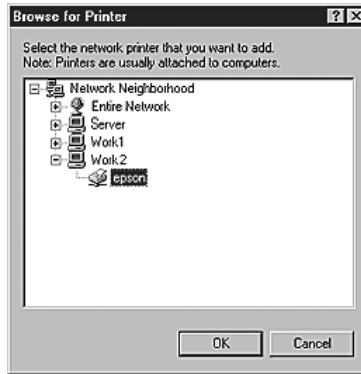 Browse for Printer
Select the network printer that you want to add.
Note: Printers are usually attached to computers.
Network Neighborhood
Entire Network
Server
Work1
Work2
epson
OK Cancel